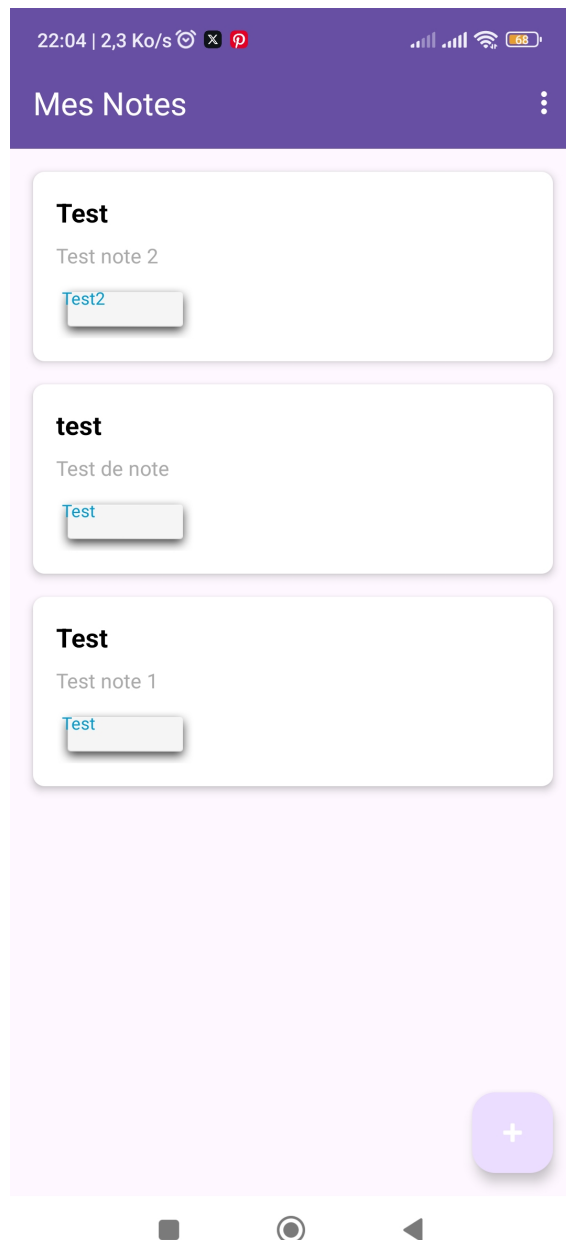 22:04 | 2,3 Ko/s 68
Mes Notes
Test
Test note 2
Test2
test
Test de note
Test
Test
Test note 1
Test
+